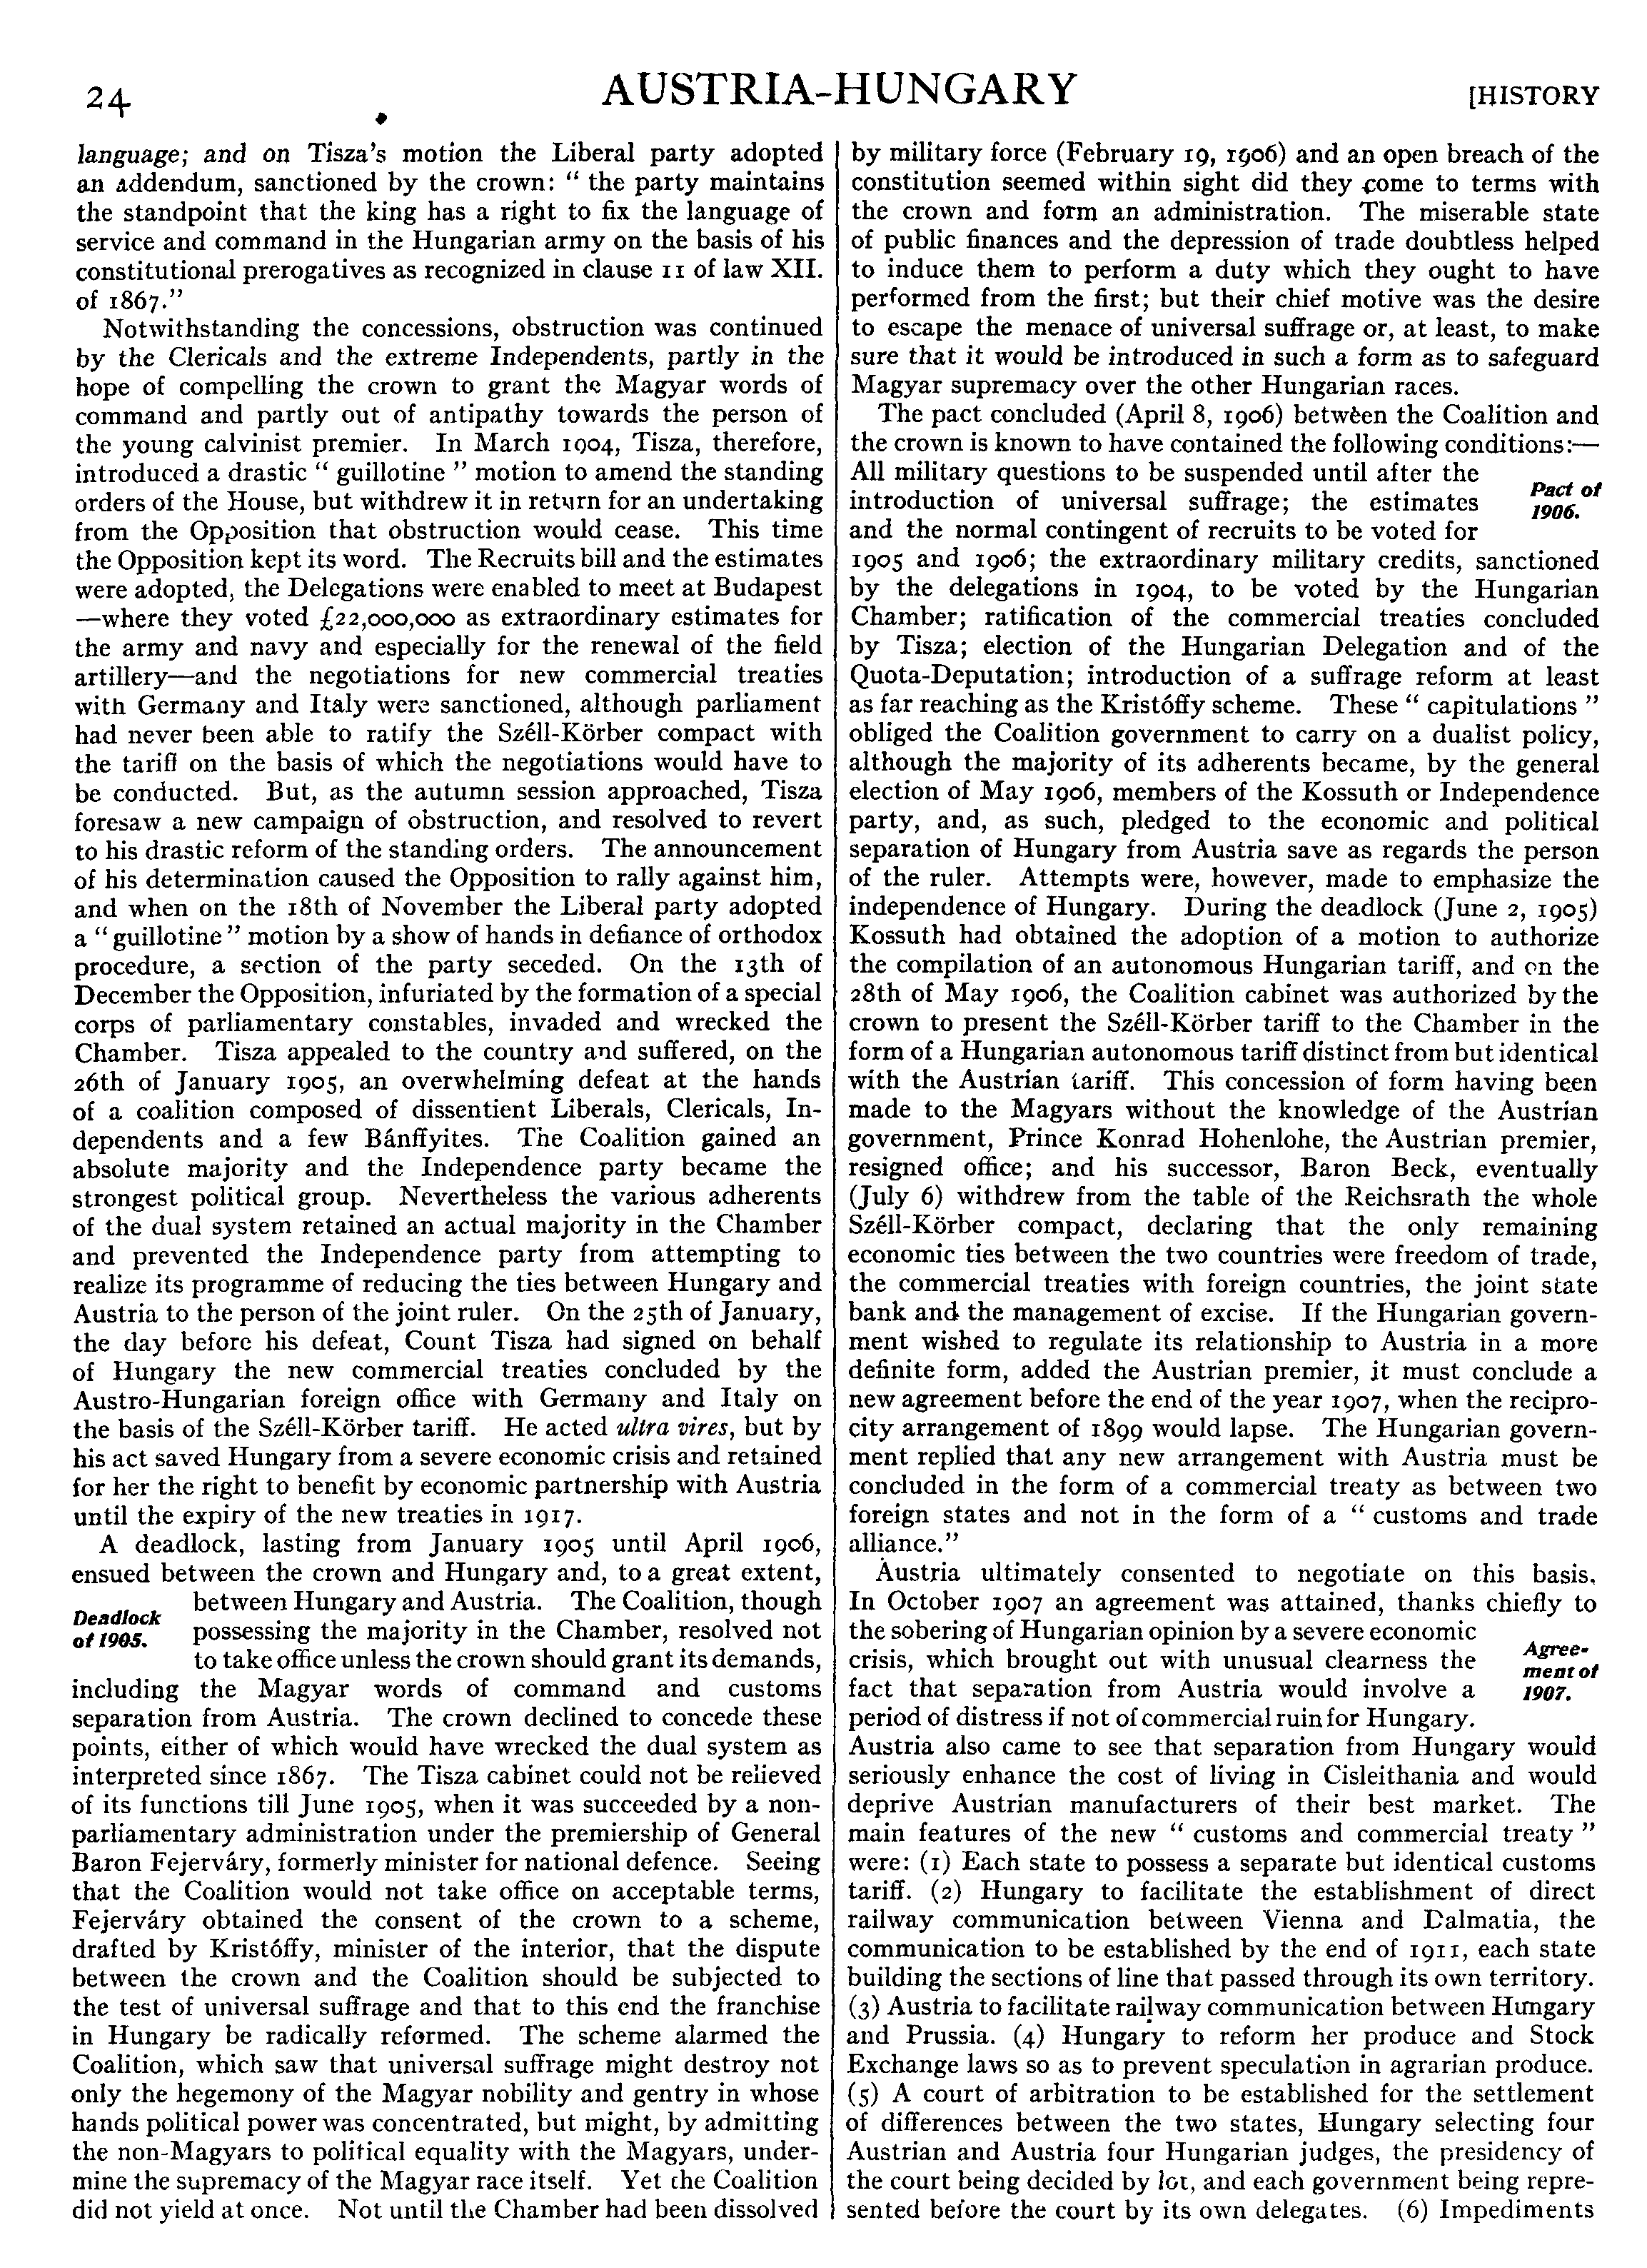 24
AUSTRIA-HUNGARY
[HISTORY
language; and on Tisza's motion the Liberal party adopted
an addendum, sanctioned by the crown: " the party maintains
the standpoint that the king has a right to fix the language of
service and command in the Hungarian army on the basis of his
constitutional prerogatives as recognized in clause 11 of law XII.
of 1867."
Notwithstanding the concessions, obstruction was continued
by the Clericals and the extreme Independents, partly in the
hope of compelling the crown to grant the Magyar words of
command and partly out of antipathy towards the person of
the young calvinist premier. In March 1904, Tisza, therefore,
introduced a drastic " guillotine " motion to amend the standing
orders of the House, but withdrew it in return for an undertaking
from the Opposition that obstruction would cease. This time
the Opposition kept its word. The Recruits bill and the estimates
were adopted, the Delegations were enabled to meet at Budapest
—where they voted £22,000,000 as extraordinary estimates for
the army and navy and especially for the renewal of the field
artillery—and the negotiations for new commercial treaties
with Germany and Italy were sanctioned, although parliament
had never been able to ratify the Széll-Körber compact with
the tariff on the basis of which the negotiations would have to
be conducted. But, as the autumn session approached, Tisza
foresaw a new campaign of obstruction, and resolved to revert
to his drastic reform of the standing orders. The announcement
of his determination caused the Opposition to rally against him,
and when on the 18th of November the Liberal party adopted
a " guillotine " motion by a show of hands in defiance of orthodox
procedure, a section of the party seceded. On the 13th of
December the Opposition, infuriated by the formation of a special
corps of parliamentary constables, invaded and wrecked the
Chamber. Tisza appealed to the country and suffered, on the
26th of January 1905, an overwhelming defeat at the hands
of a coalition composed of dissentient Liberals, Clericals, In-
dependents and a few Bánffyites. The Coalition gained an
absolute majority and the Independence party became the
strongest political group. Nevertheless the various adherents
of the dual system retained an actual majority in the Chamber
and prevented the Independence party from attempting to
realize its programme of reducing the ties between Hungary and
Austria to the person of the joint ruler. On the 25th of January,
the day before his defeat, Count Tisza had signed on behalf
of Hungary the new commercial treaties concluded by the
Austro-Hungarian foreign office with Germany and Italy on
the basis of the Széll-Körber tariff. He acted ultra vires, but by
his act saved Hungary from a severe economic crisis and retained
for her the right to benefit by economic partnership with Austria
until the expiry of the new treaties in 1917.
A deadlock, lasting from January 1905 until April 1906,
ensued between the crown and Hungary and, to a great extent,
Deadlock
of 1905.
between Hungary and Austria. The Coalition, though
possessing the majority in the Chamber, resolved not
to take office unless the crown should grant its demands,
including the Magyar words of command and customs
separation from Austria. The crown declined to concede these
points, either of which would have wrecked the dual system as
interpreted since 1867. The Tisza cabinet could not be relieved
of its functions till June 1905, when it was succeeded by a non-
parliamentary administration under the premiership of General
Baron Fejerváry, formerly minister for national defence. Seeing
that the Coalition would not take office on acceptable terms,
Fejerváry obtained the consent of the crown to a scheme,
drafted by Kristóffy, minister of the interior, that the dispute
between the crown and the Coalition should be subjected to
the test of universal suffrage and that to this end the franchise
in Hungary be radically reformed. The scheme alarmed the
Coalition, which saw that universal suffrage might destroy not
only the hegemony of the Magyar nobility and gentry in whose
hands political power was concentrated, but might, by admitting
the non-Magyars to political equality with the Magyars, under-
mine the supremacy of the Magyar race itself. Yet the Coalition
did not yield at once. Not until the Chamber had been dissolved
by military force (February 19, 1906) and an open breach of the
constitution seemed within sight did they come to terms with
the crown and form an administration. The miserable state
of public finances and the depression of trade doubtless helped
to induce them to perform a duty which they ought to have
performed from the first; but their chief motive was the desire
to escape the menace of universal suffrage or, at least, to make
sure that it would be introduced in such a form as to safeguard
Magyar supremacy over the other Hungarian races.
The pact concluded (April 8, 1906) between the Coalition and
the crown is known to have contained the following conditions:—
All military questions to be suspended until after the
introduction of universal suffrage; the estimates
and the normal contingent of recruits to be voted for
Pact of
1906.
1905 and 1906; the extraordinary military credits, sanctioned
by the delegations in 1904, to be voted by the Hungarian
Chamber; ratification of the commercial treaties concluded
by Tisza; election of the Hungarian Delegation and of the
Quota-Deputation; introduction of a suffrage reform at least
as far reaching as the Kristóffy scheme. These " capitulations "
obliged the Coalition government to carry on a dualist policy,
although the majority of its adherents became, by the general
election of May 1906, members of the Kossuth or Independence
party, and, as such, pledged to the economic and political
separation of Hungary from Austria save as regards the person
of the ruler. Attempts were, however, made to emphasize the
independence of Hungary. During the deadlock (June 2, 1905)
Kossuth had obtained the adoption of a motion to authorize
the compilation of an autonomous Hungarian tariff, and on the
28th of May 1906, the Coalition cabinet was authorized by the
crown to present the Széll-Körber tariff to the Chamber in the
form of a Hungarian autonomous tariff distinct from but identical
with the Austrian tariff. This concession of form having been
made to the Magyars without the knowledge of the Austrian
government, Prince Konrad Hohenlohe, the Austrian premier,
resigned office; and his successor, Baron Beck, eventually
(July 6) withdrew from the table of the Reichsrath the whole
Széll-Körber compact, declaring that the only remaining
economic ties between the two countries were freedom of trade,
the commercial treaties with foreign countries, the joint state
bank and the management of excise. If the Hungarian govern-
ment wished to regulate its relationship to Austria in a more
definite form, added the Austrian premier, it must conclude a
new agreement before the end of the year 1907, when the recipro-
city arrangement of 1899 would lapse. The Hungarian govern-
ment replied that any new arrangement with Austria must be
concluded in the form of a commercial treaty as between two
foreign states and not in the form of a " customs and trade
alliance."
Austria ultimately consented to negotiate on this basis.
In October 1907 an agreement was attained, thanks chiefly to
the sobering of Hungarian opinion by a severe economic
crisis, which brought out with unusual clearness the
fact that separation from Austria would involve a
period of distress if not of commercial ruin for Hungary.
Agree-
ment of
1907.
Austria also came to see that separation from Hungary would
seriously enhance the cost of living in Cisleithania and would
deprive Austrian manufacturers of their best market. The
main features of the new " customs and commercial treaty "
were: (1) Each state to possess a separate but identical customs
tariff. (2) Hungary to facilitate the establishment of direct
railway communication between Vienna and Dalmatia, the
communication to be established by the end of 1911, each state
building the sections of line that passed through its own territory.
(3) Austria to facilitate railway communication between Hungary
and Prussia. (4) Hungary to reform her produce and Stock
Exchange laws so as to prevent speculation in agrarian produce.
(5) A court of arbitration to be established for the settlement
of differences between the two states, Hungary selecting four
Austrian and Austria four Hungarian judges, the presidency of
the court being decided by lot, and each government being repre-
sented before the court by its own delegates. (6) Impediments